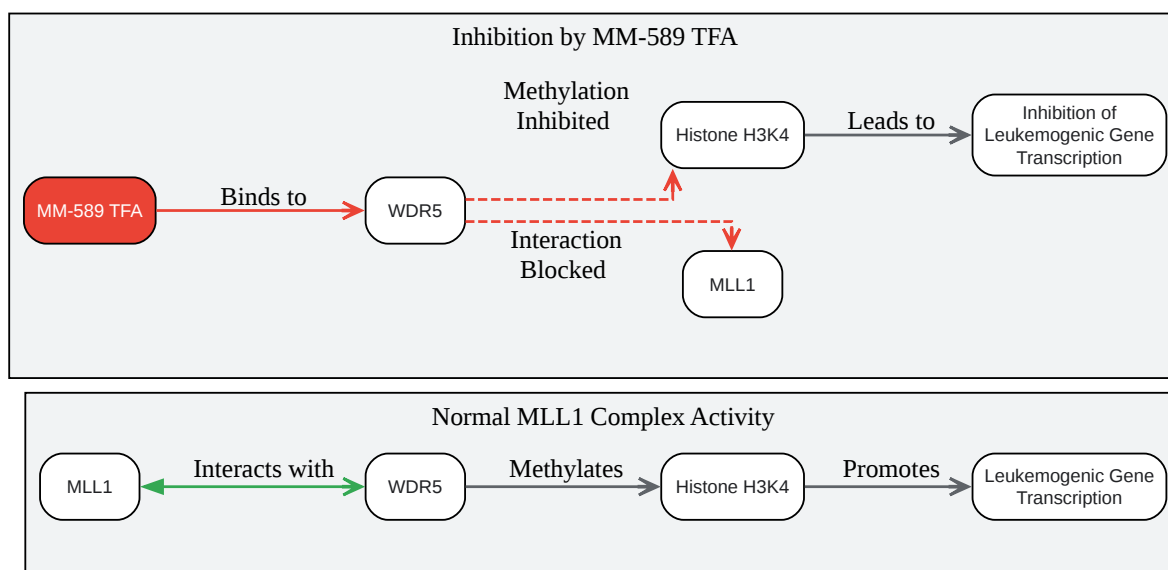 Inhibition by MM-589 TFA
Methylation
Inhibited
Histone H3K4
Leads to
Inhibition of
Leukemogenic Gene
Transcription
MM-589 TFA
Binds to
WDR5
Interaction
Blocked
MLL1
Normal MLL1 Complex Activity
MLL1
Interacts with
WDR5
Methylates
Histone H3K4
Promotes
Leukemogenic Gene
Transcription